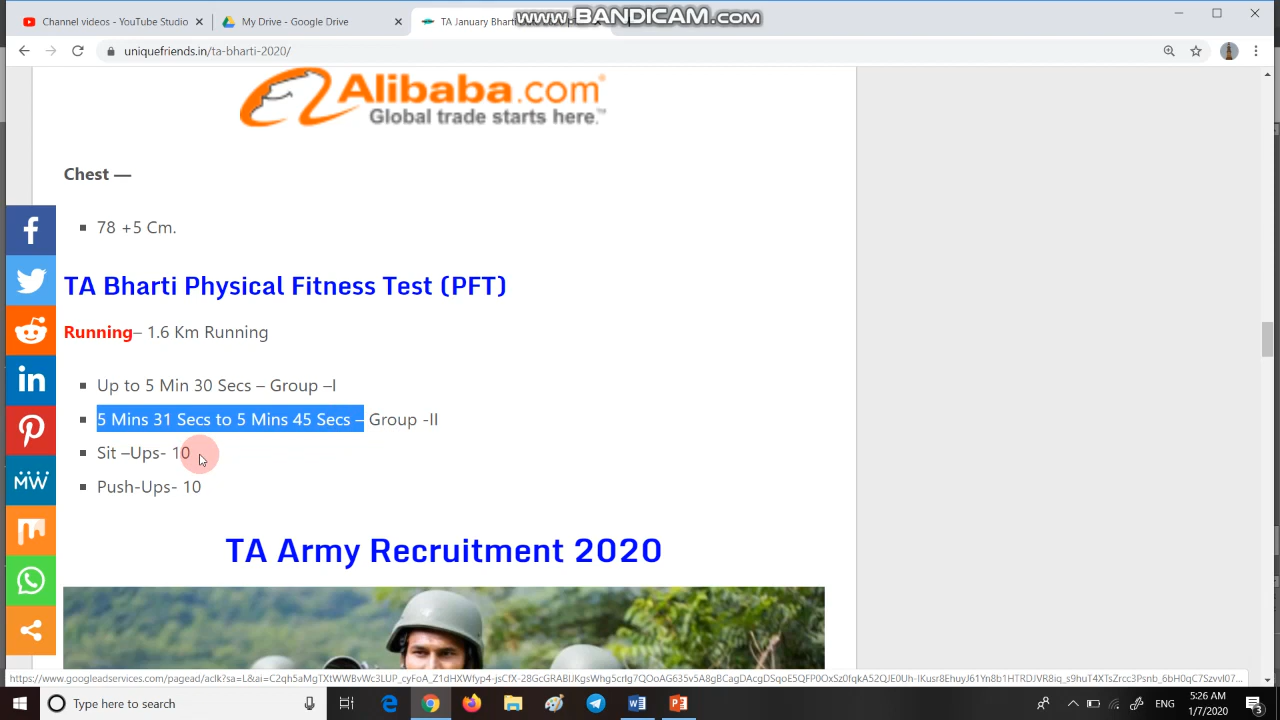 Channel videos - YouTube Studio
My Drive - Google Drive
TA January Bharti
www.BANDICAM.com
uniquefriends.in/ta-bharti-2020/
Alibaba.com
Global trade starts here.™
Chest —
78 +5 Cm.
TA Bharti Physical Fitness Test (PFT)
Running– 1.6 Km Running
Up to 5 Min 30 Secs – Group –I
5 Mins 31 Secs to 5 Mins 45 Secs – Group -II
Sit –Ups- 10
Push-Ups- 10
MW
TA Army Recruitment 2020
Type here to search
ENG
5:26 AM
1/7/2020
3